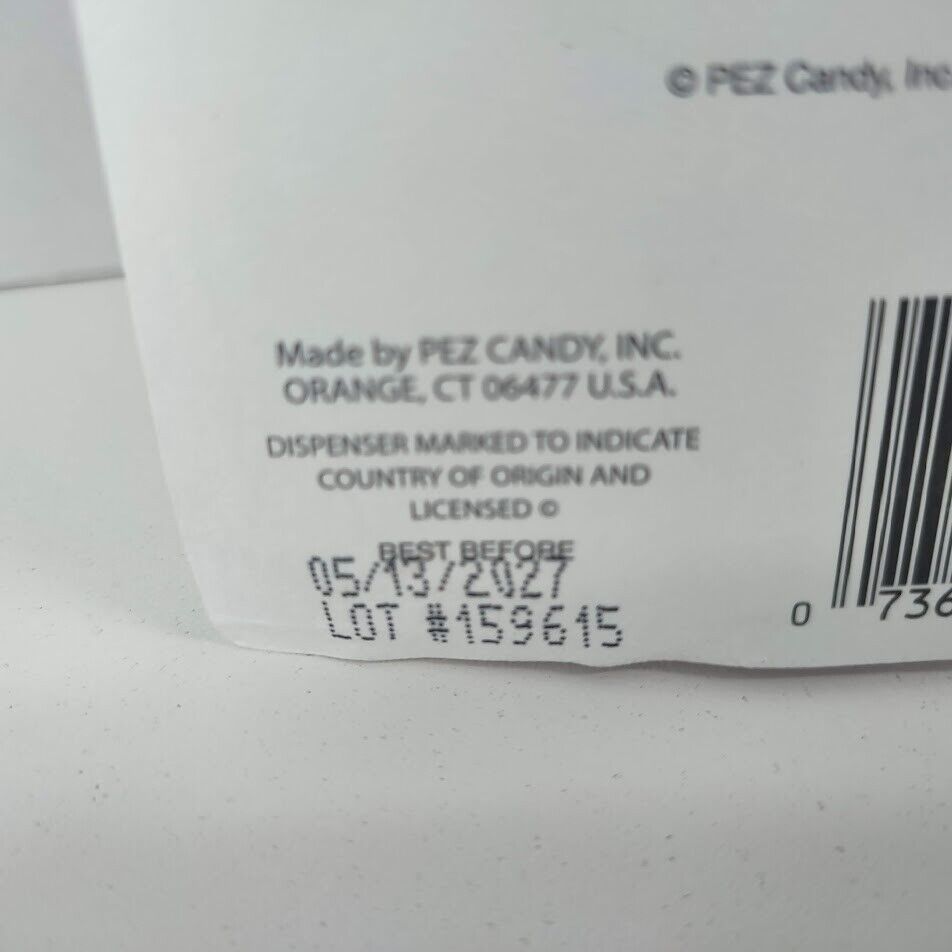 © PEZ Candy, Inc.
Made by PEZ CANDY, INC.
ORANGE, CT 06477 U.S.A.
DISPENSER MARKED TO INDICATE
COUNTRY OF ORIGIN AND
LICENSED ©
BEST BEFORE
05/13/2027
LOT #159615
0 736